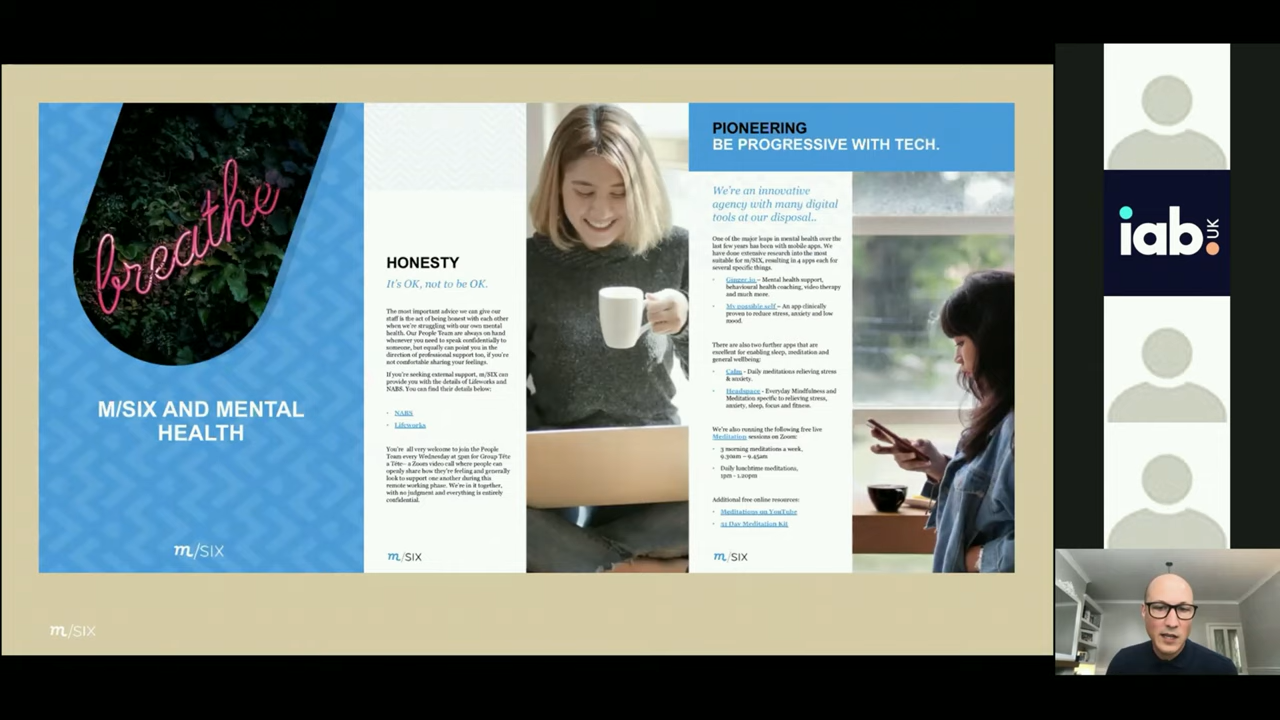 breathe
M/SIX AND MENTAL
HEALTH
m/SIX
HONESTY
It's OK, not to be OK.
The most important advice we can give our
staff is the act of being honest with each other
when we're struggling with our own mental
health. Our People Team are always on hand
whenever you need to speak confidentially to
someone, but equally can point you in the
direction of professional support too, if you're
not comfortable sharing your feelings.
If you're seeking external support, m/SIX can
provide you with the details of Lifeworks and
NABS. You can find their details below:
· NABS
· Lifeworks
You're all very welcome to join the People
Team every Wednesday at 5pm for Group Tête
a Tête- a Zoom video call where people can
openly share how they're feeling and generally
look to support one another during this
remote working phase. We're in it together,
with no judgment and everything is entirely
confidential.
m/SIX
PIONEERING
BE PROGRESSIVE WITH TECH.
We're an innovative
agency with many digital
tools at our disposal..
One of the major leaps in mental health over the
last few years has been with mobile apps. We
have done extensive research into the most
suitable for m/SIX, resulting in 4 apps each for
several specific things.
· Ginger.io – Mental health support,
behavioural health coaching, video therapy
and much more.
· My possible self – An app clinically
proven to reduce stress, anxiety and low
mood.
There are also two further apps that are
excellent for enabling sleep, meditation and
general wellbeing:
· Calm - Daily meditations relieving stress
& anxiety.
· Headspace - Everyday Mindfulness and
Meditation specific to relieving stress,
anxiety, sleep, focus and fitness.
We're also running the following free live
Meditation sessions on Zoom:
· 3 morning meditations a week,
9.30am – 9.45am
· Daily lunchtime meditations,
1pm - 1.20pm
Additional free online resources:
· Meditations on YouTube
· 21 Day Meditation Kit
m/SIX
m/SIX
iab.UK